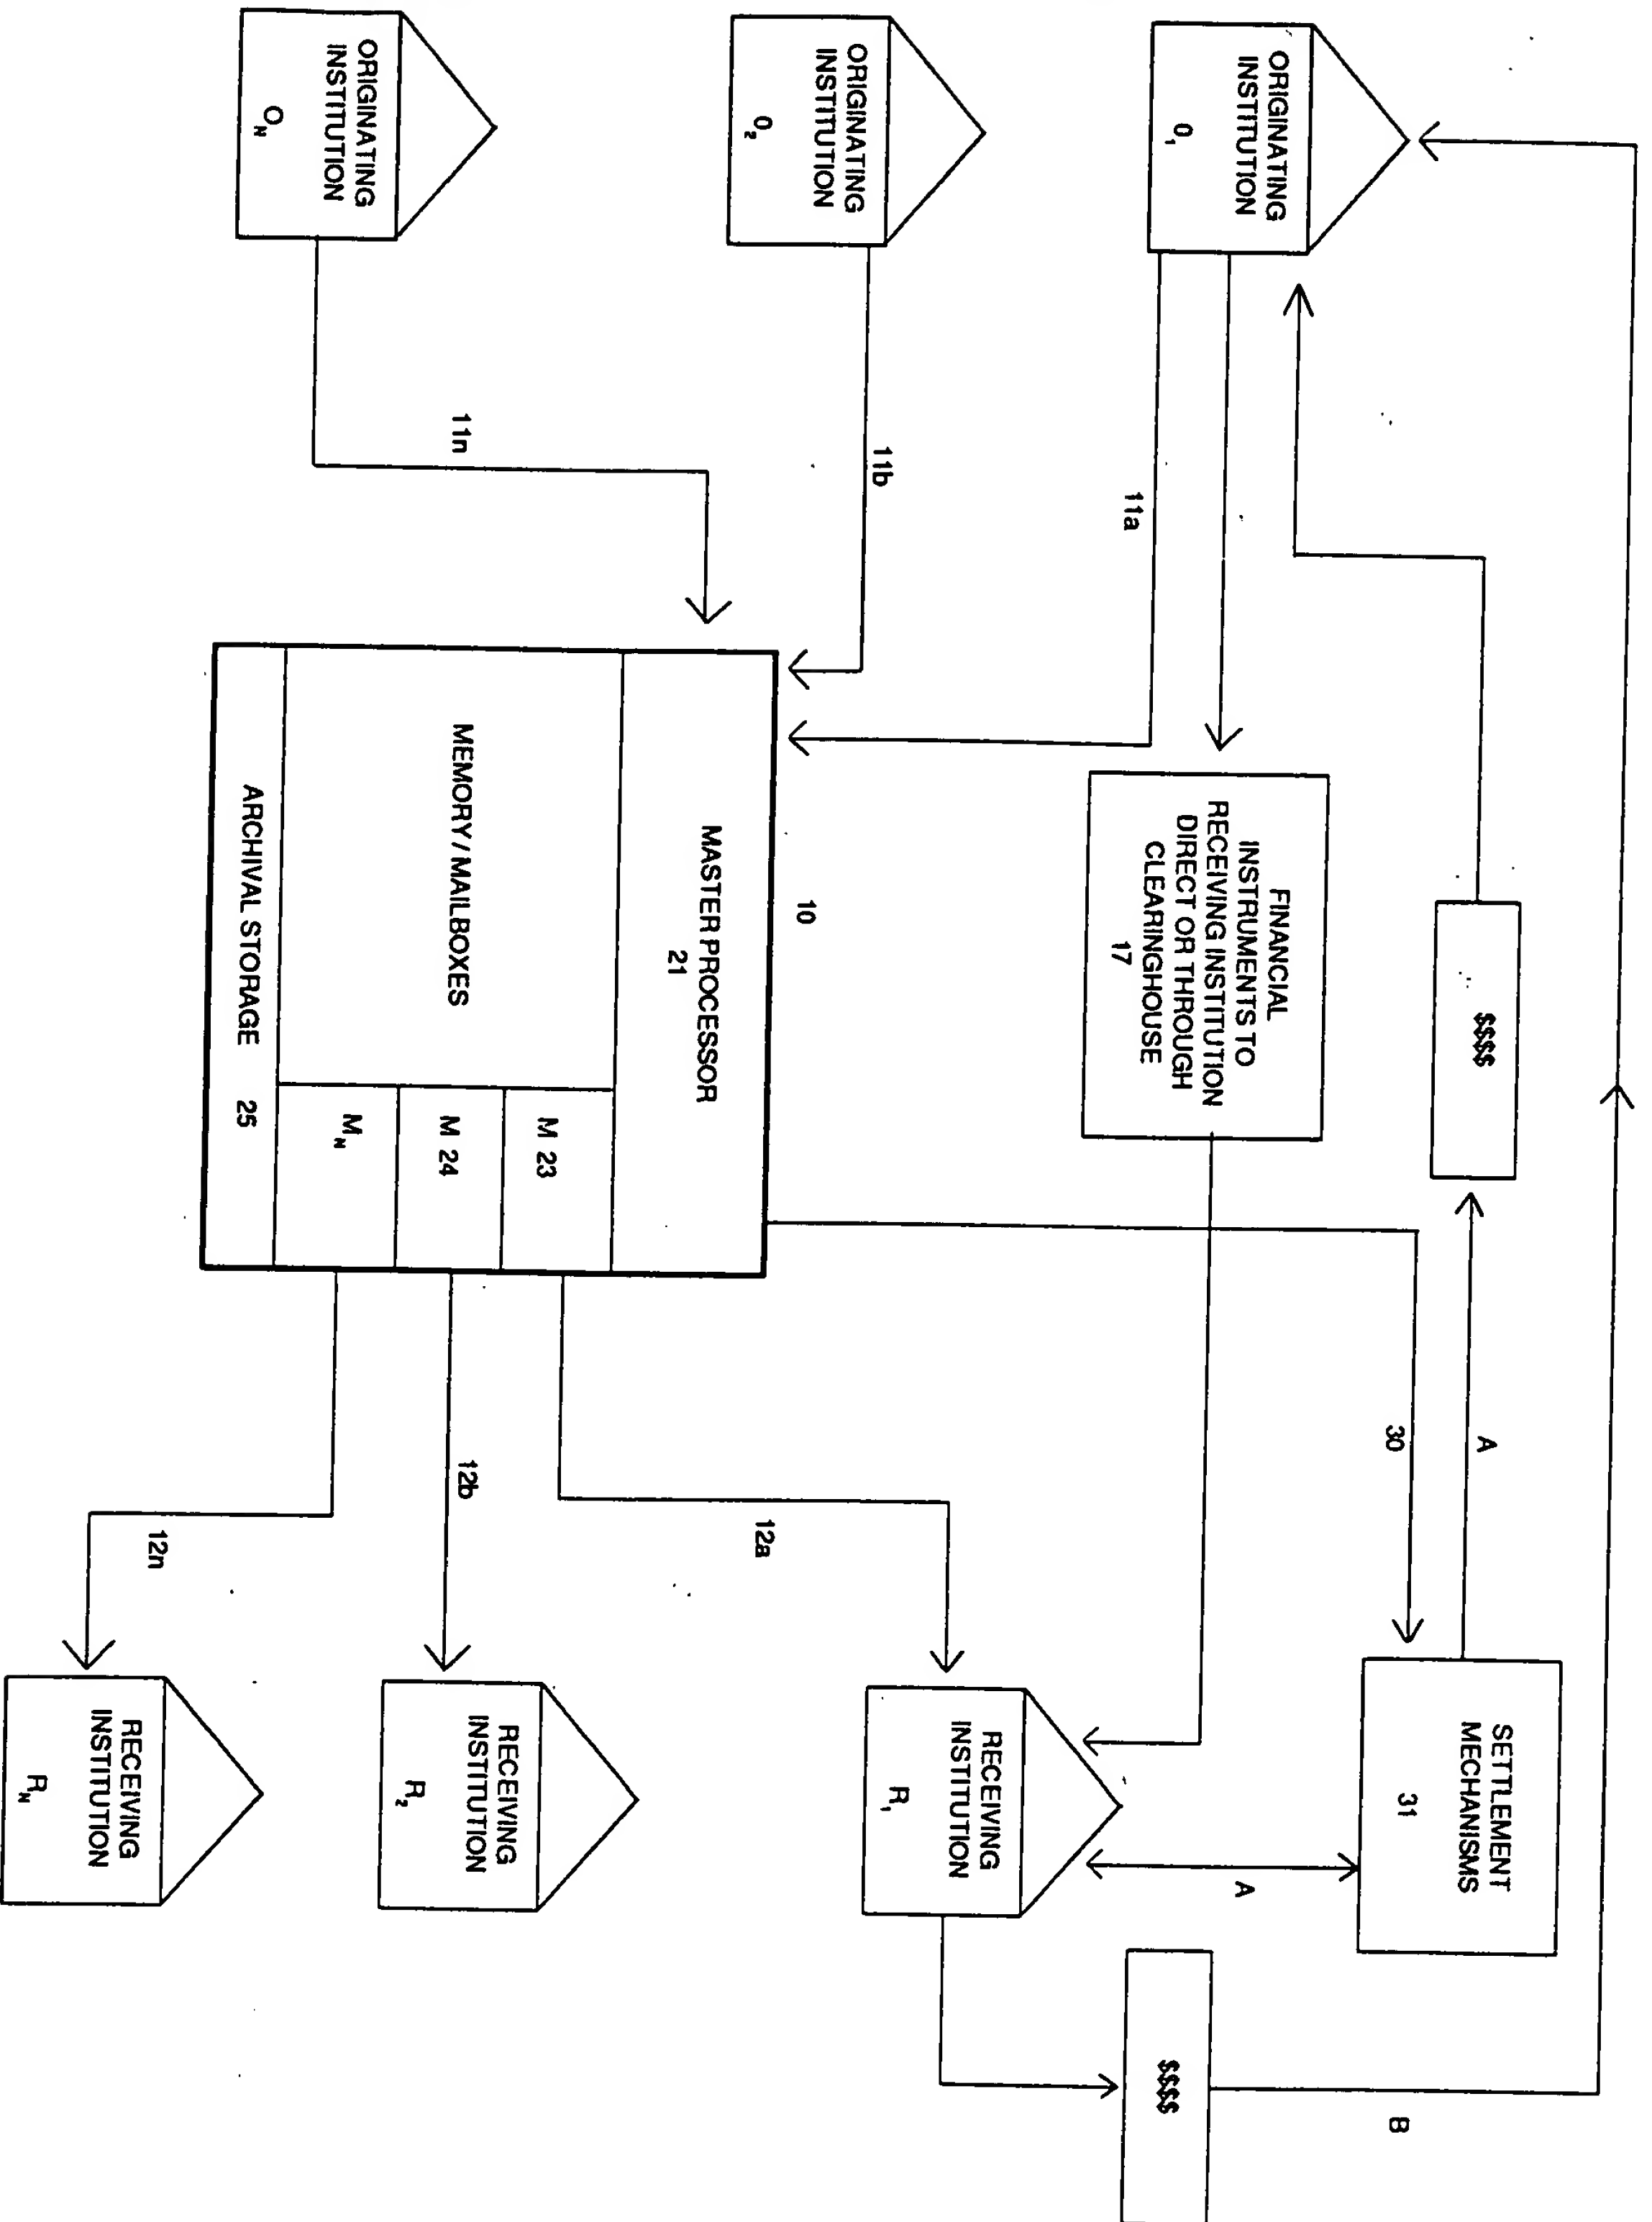 $$$$
A
B
SETTLEMENT
MECHANISMS
31
30
ORIGINATING
INSTITUTION
O₁
FINANCIAL
INSTRUMENTS TO
RECEIVING INSTITUTION
DIRECT OR THROUGH
CLEARINGHOUSE
17
A
$$$$
11a
RECEIVING
INSTITUTION
R₁
ORIGINATING
INSTITUTION
O₂
11b
10
MASTER PROCESSOR
21
12a
MEMORY / MAILBOXES
M 23
M 24
Mₙ
12b
RECEIVING
INSTITUTION
R₂
ORIGINATING
INSTITUTION
Oₙ
11n
ARCHIVAL STORAGE 25
12n
RECEIVING
INSTITUTION
Rₙ